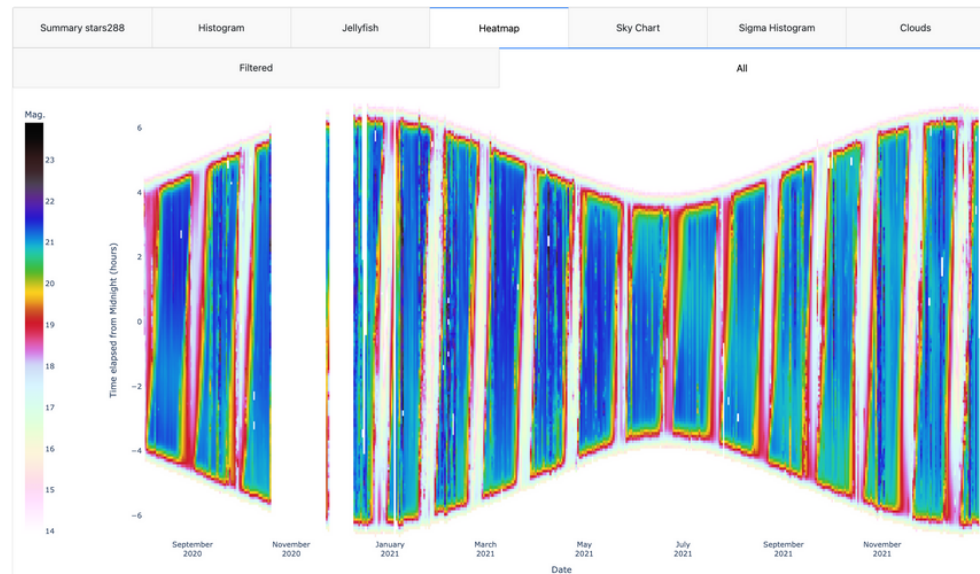 Summary stars288
Histogram
Jellyfish
Heatmap
Sky Chart
Sigma Histogram
Clouds
Filtered
All
Mag.
23
22
21
20
19
18
17
16
15
14
Time elapsed from Midnight (hours)
6
4
2
0
−2
−4
−6
September
2020
November
2020
January
2021
March
2021
May
2021
July
2021
September
2021
November
2021
Date